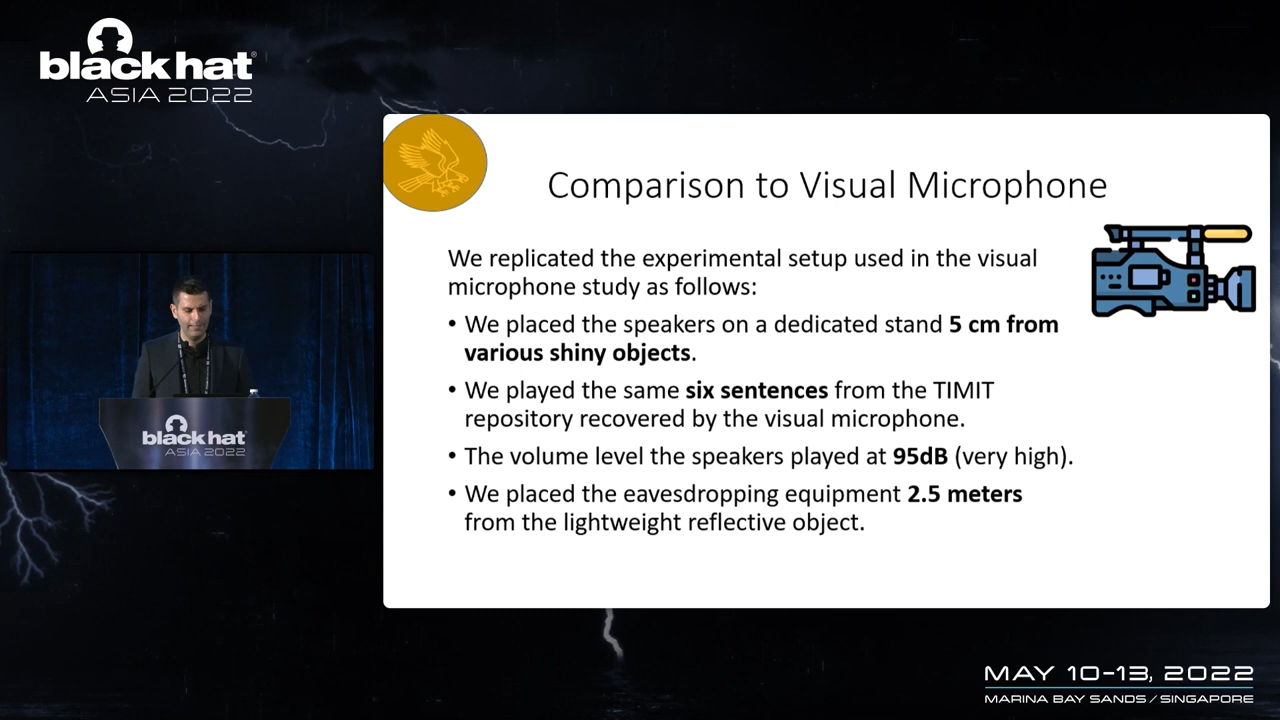 black hat®
ASIA 2022
Comparison to Visual Microphone
We replicated the experimental setup used in the visual
microphone study as follows:
• We placed the speakers on a dedicated stand 5 cm from
various shiny objects.
• We played the same six sentences from the TIMIT
repository recovered by the visual microphone.
• The volume level the speakers played at 95dB (very high).
• We placed the eavesdropping equipment 2.5 meters
from the lightweight reflective object.
black hat
ASIA 2022
MAY 10-13, 2022
MARINA BAY SANDS / SINGAPORE